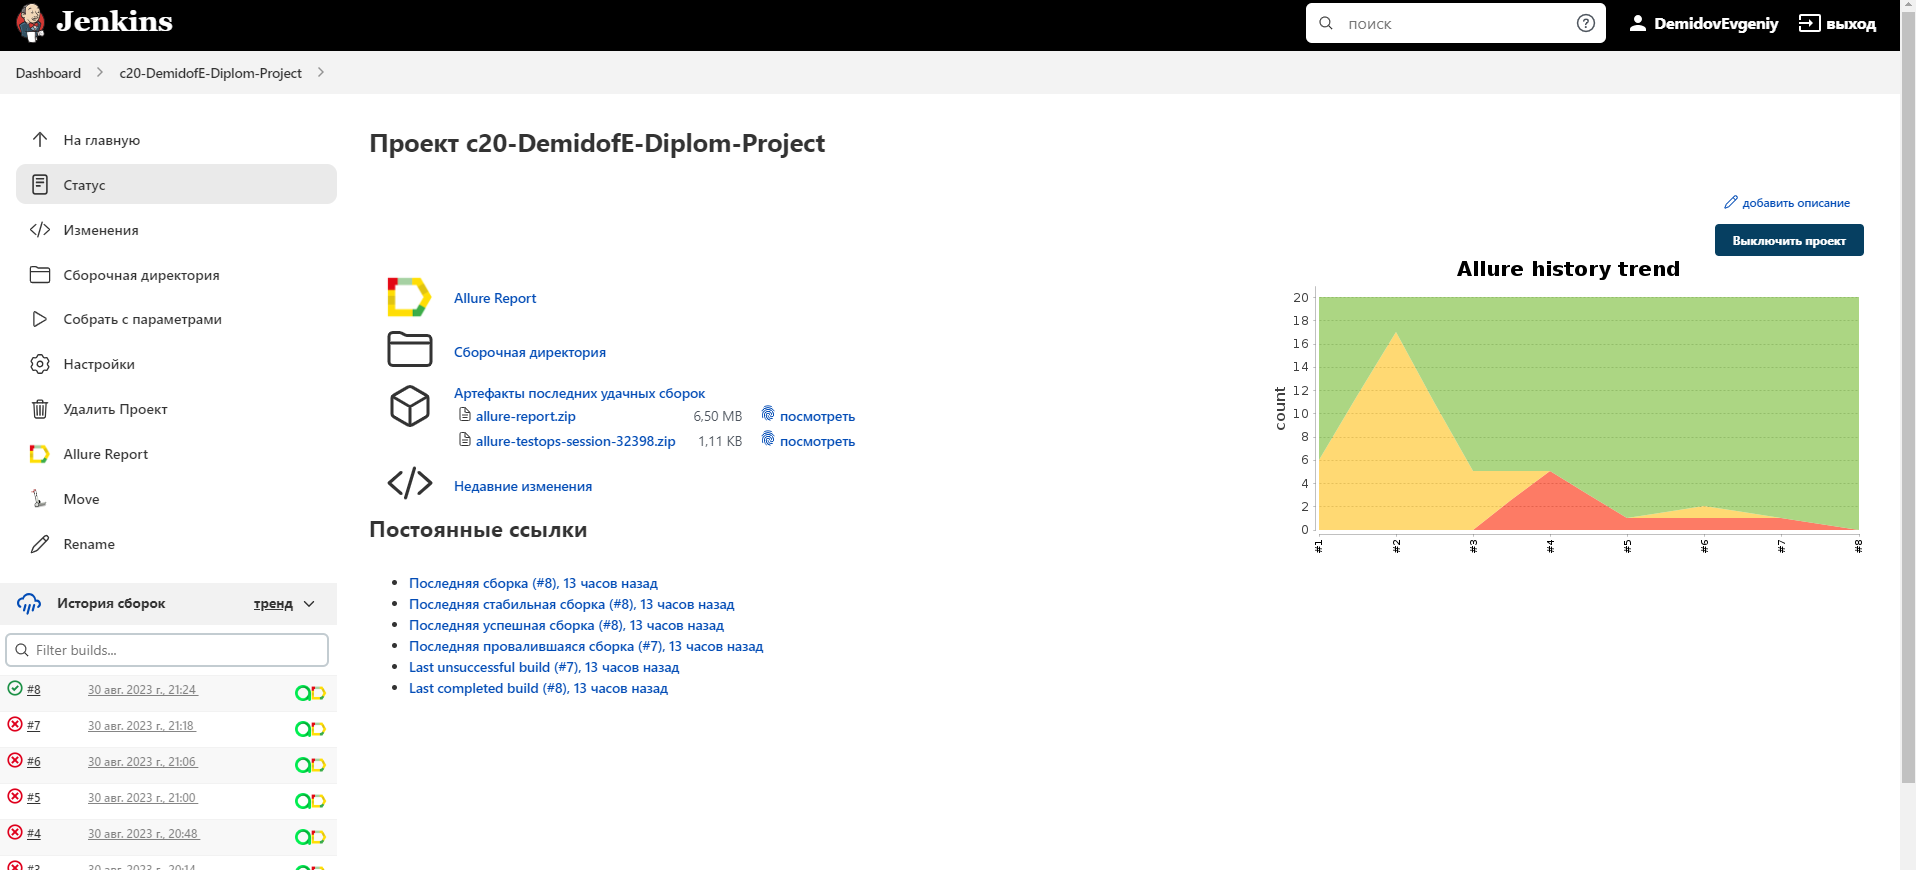 Jenkins
поиск
DemidovEvgeniy
выход
Dashboard
c20-DemidofE-Diplom-Project
На главную
Статус
Изменения
Сборочная директория
Собрать с параметрами
Настройки
Удалить Проект
Allure Report
Move
Rename
История сборок
тренд
Filter builds...
#8 30 авг. 2023 г., 21:24
#7 30 авг. 2023 г., 21:18
#6 30 авг. 2023 г., 21:06
#5 30 авг. 2023 г., 21:00
#4 30 авг. 2023 г., 20:48
#3 30 авг. 2023 г., 20:14
Проект c20-DemidofE-Diplom-Project
добавить описание
Выключить проект
Allure Report
Сборочная директория
Артефакты последних удачных сборок
allure-report.zip 6,50 MB посмотреть
allure-testops-session-32398.zip 1,11 KB посмотреть
Недавние изменения
Постоянные ссылки
Последняя сборка (#8), 13 часов назад
Последняя стабильная сборка (#8), 13 часов назад
Последняя успешная сборка (#8), 13 часов назад
Последняя провалившаяся сборка (#7), 13 часов назад
Last unsuccessful build (#7), 13 часов назад
Last completed build (#8), 13 часов назад
Allure history trend
count
20
18
16
14
12
10
8
6
4
2
0
#1
#2
#3
#4
#5
#6
#7
#8